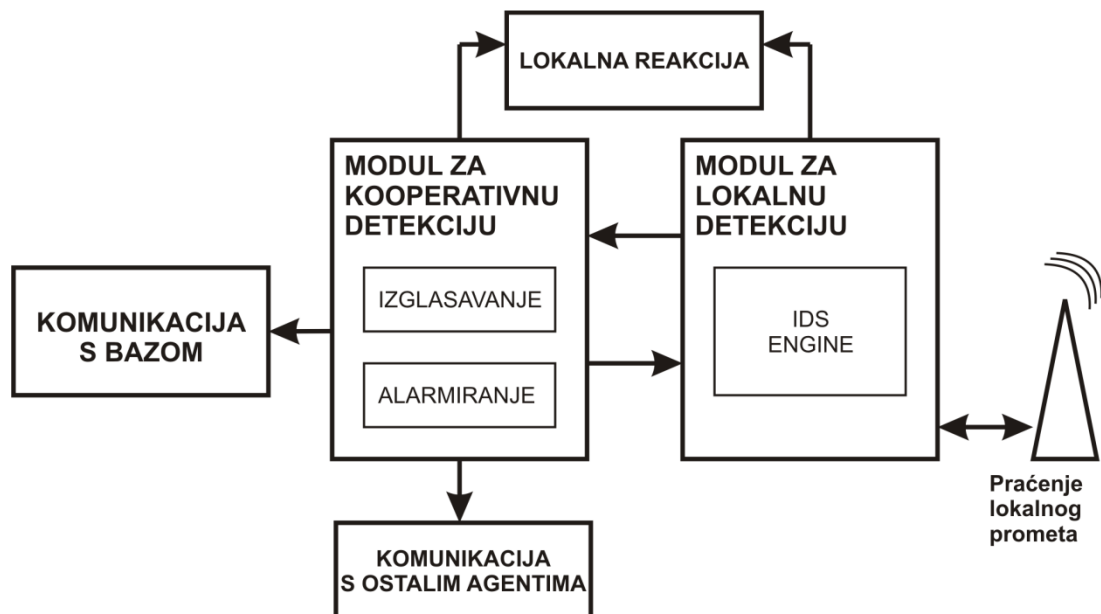 LOKALNA REAKCIJA
MODUL ZA
KOOPERATIVNU
DETEKCIJU
IZGLASAVANJE
ALARMIRANJE
MODUL ZA
LOKALNU
DETEKCIJU
IDS
ENGINE
KOMUNIKACIJA
S BAZOM
KOMUNIKACIJA
S OSTALIM AGENTIMA
Praćenje
lokalnog
prometa